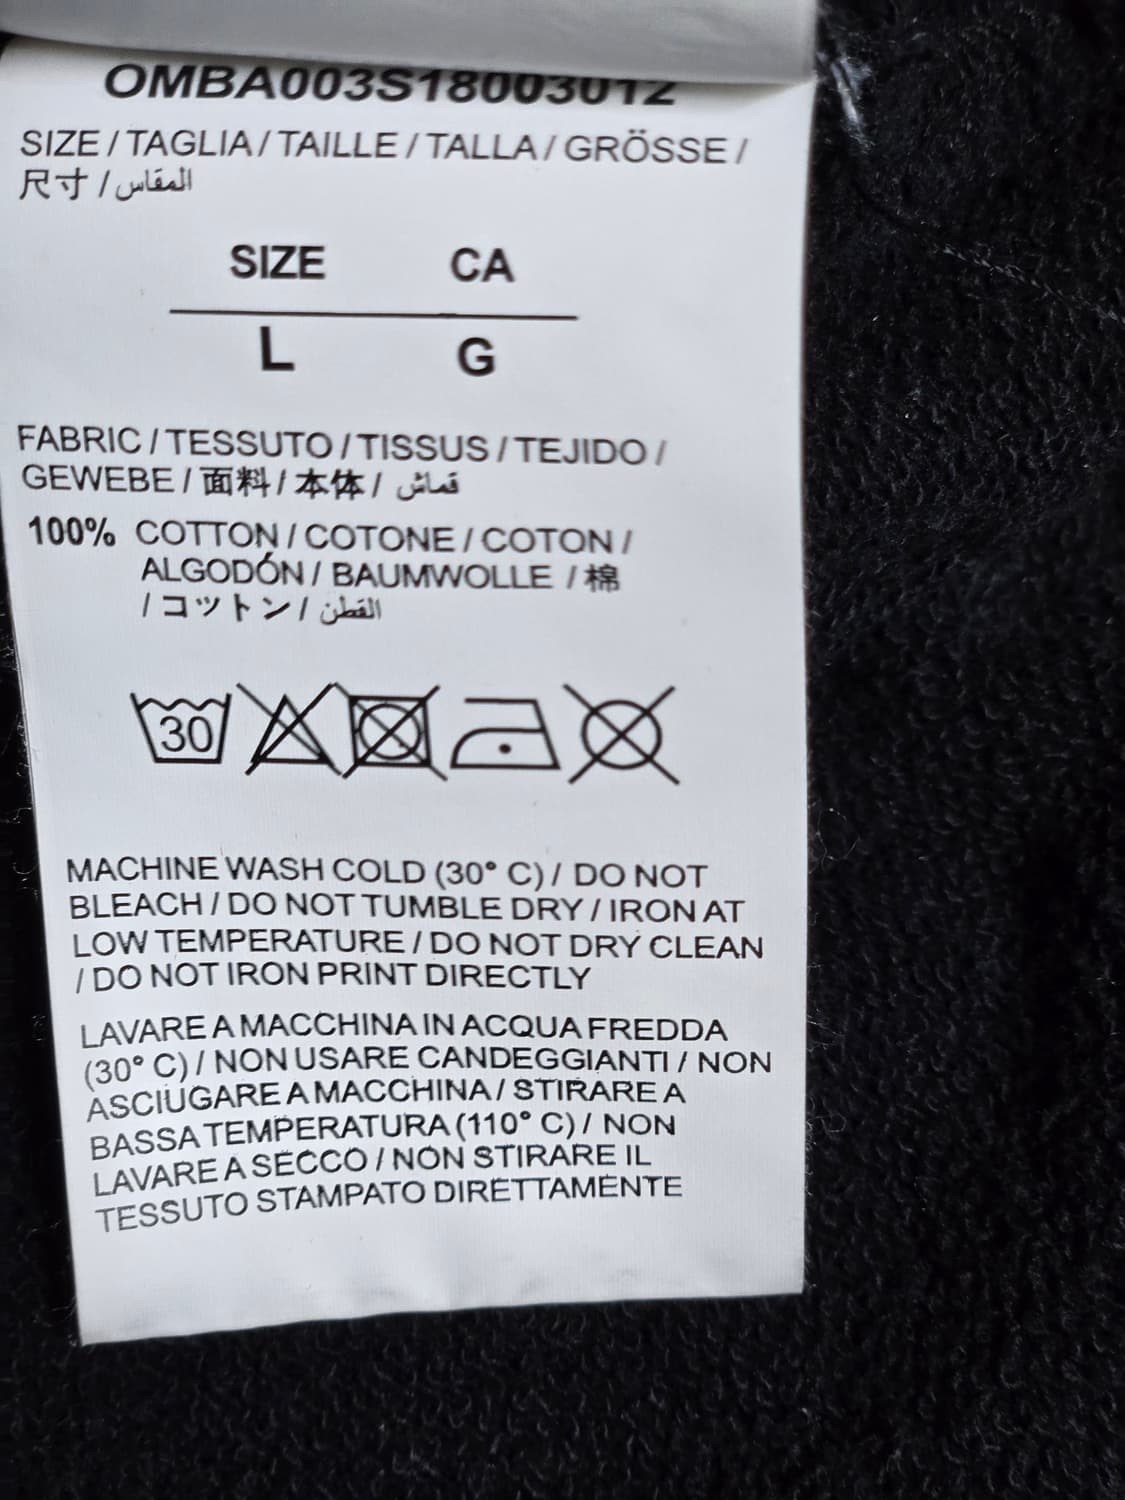 OMBA003S18003012
SIZE / TAGLIA / TAILLE / TALLA / GRÖSSE /
尺寸 / المقاس
SIZE CA
L G
FABRIC / TESSUTO / TISSUS / TEJIDO /
GEWEBE / 面料 / 本体 / قماش
100% COTTON / COTONE / COTON /
ALGODÓN / BAUMWOLLE / 棉
/ コットン / القطن
30
MACHINE WASH COLD (30° C) / DO NOT
BLEACH / DO NOT TUMBLE DRY / IRON AT
LOW TEMPERATURE / DO NOT DRY CLEAN
/ DO NOT IRON PRINT DIRECTLY
LAVARE A MACCHINA IN ACQUA FREDDA
(30° C) / NON USARE CANDEGGIANTI / NON
ASCIUGARE A MACCHINA / STIRARE A
BASSA TEMPERATURA (110° C) / NON
LAVARE A SECCO / NON STIRARE IL
TESSUTO STAMPATO DIRETTAMENTE